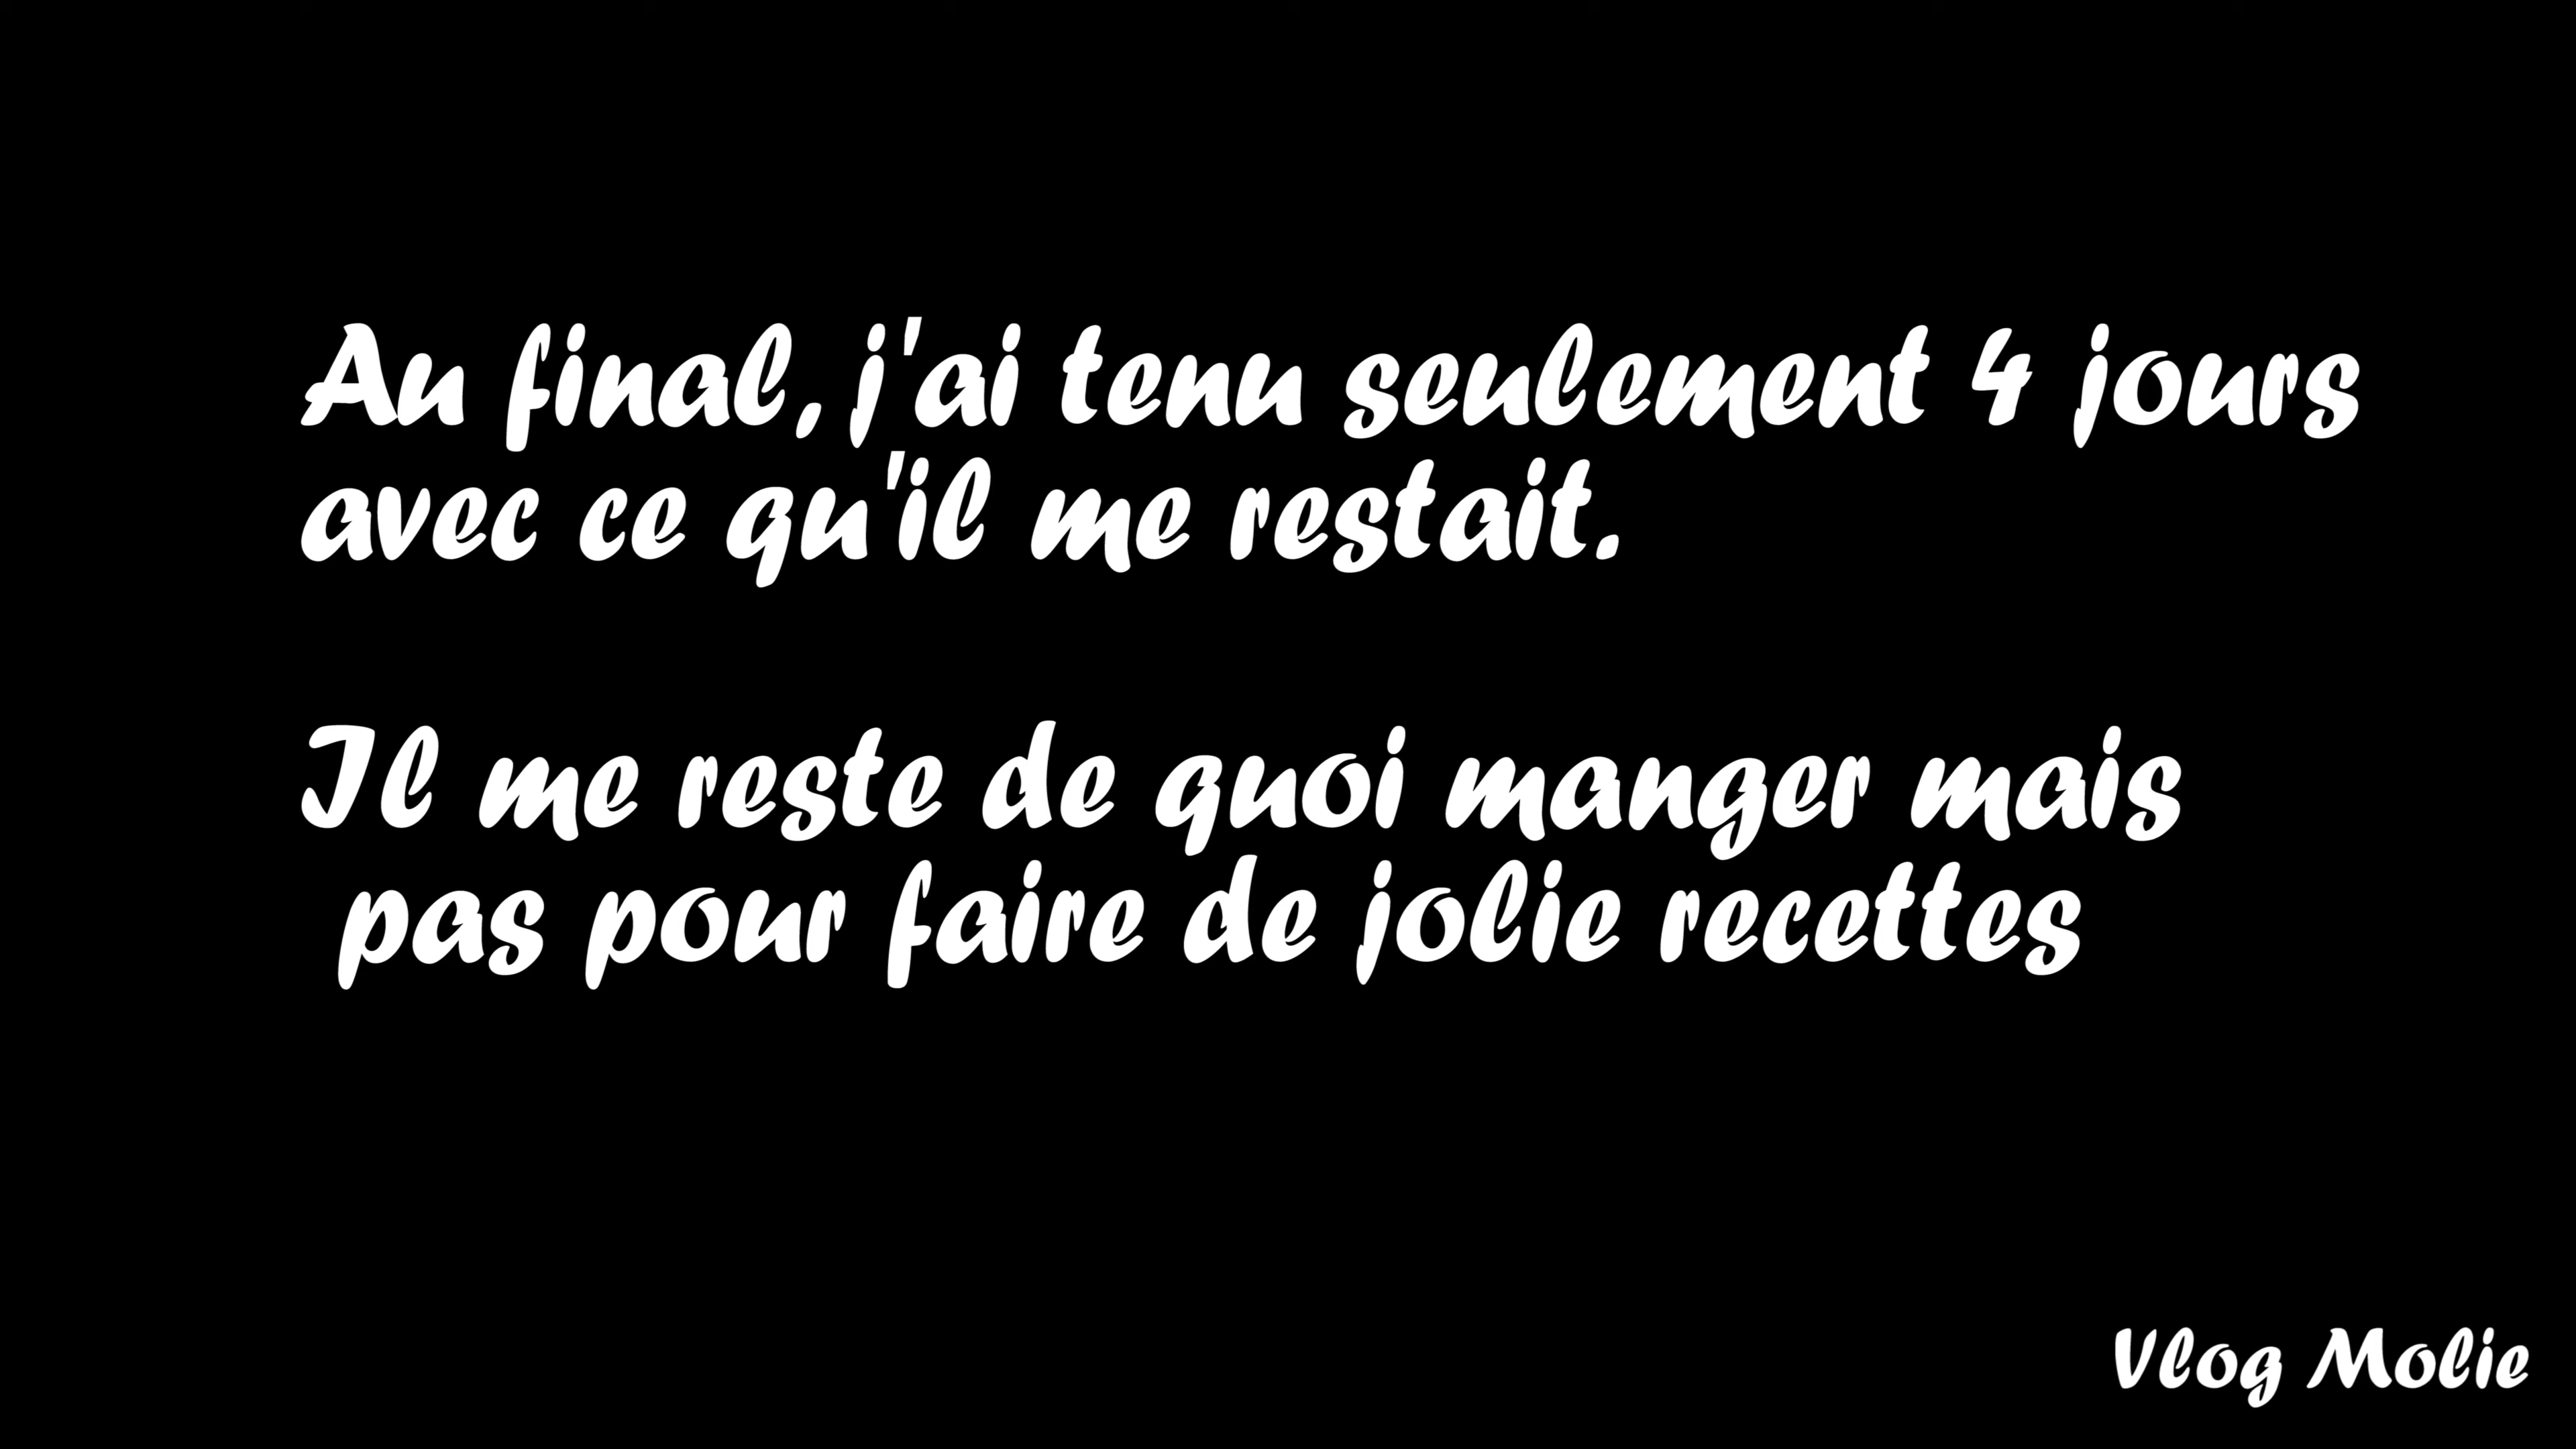 Au final, j'ai tenu seulement 4 jours
avec ce qu'il me restait.
Il me reste de quoi manger mais
pas pour faire de jolie recettes
Vlog Molie